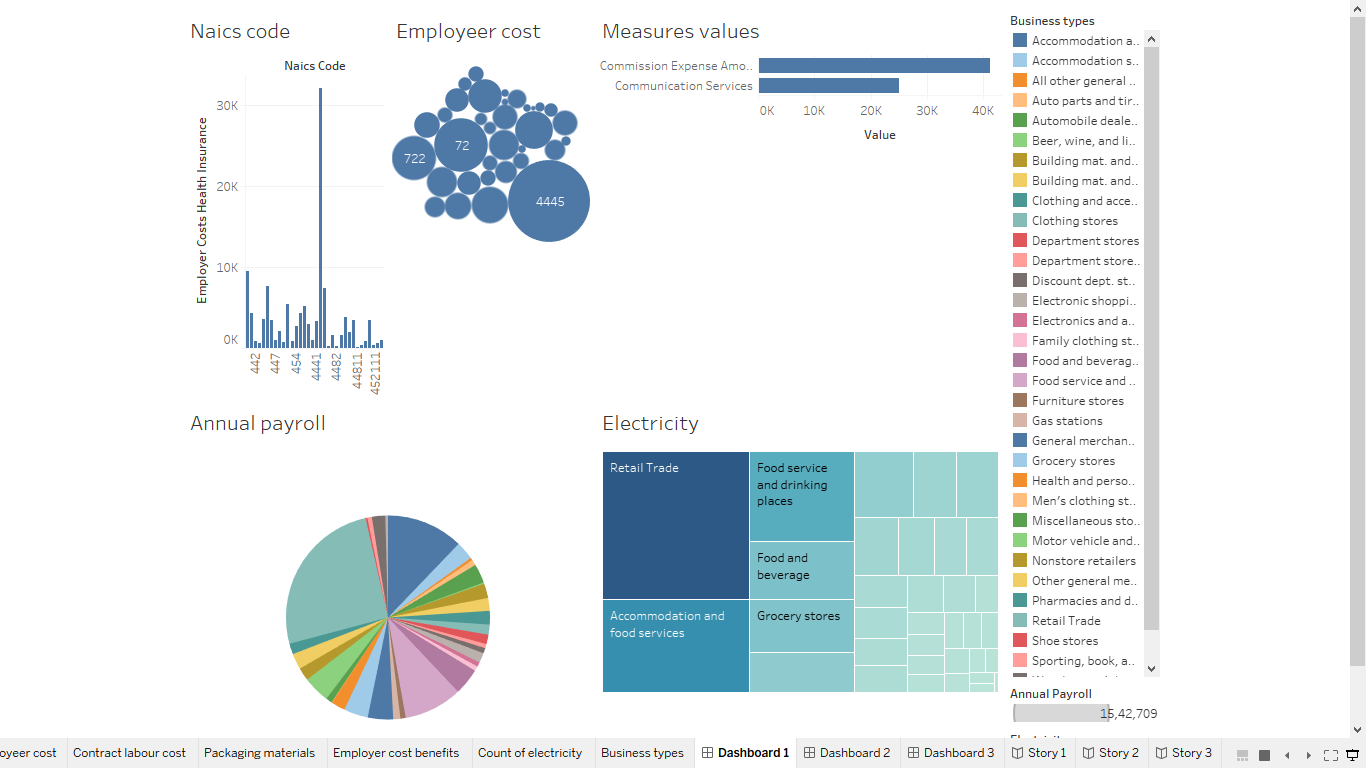 Naics code
Naics Code
Employer Costs Health Insurance
30K
20K
10K
0K
442
447
454
4441
4482
44811
452111
Employeer cost
722
72
4445
Measures values
Commission Expense Amo..
Communication Services
0K
10K
20K
30K
40K
Value
Annual payroll
Electricity
Retail Trade
Accommodation and
food services
Food service
and drinking
places
Food and
beverage
Grocery stores
Business types
Accommodation a..
Accommodation s..
All other general ..
Auto parts and tir..
Automobile deale..
Beer, wine, and li..
Building mat. and..
Building mat. and..
Clothing and acce..
Clothing stores
Department stores
Department store..
Discount dept. st..
Electronic shoppi..
Electronics and a..
Family clothing st..
Food and beverag..
Food service and ..
Furniture stores
Gas stations
General merchan..
Grocery stores
Health and perso..
Men's clothing st..
Miscellaneous sto..
Motor vehicle and..
Nonstore retailers
Other general me..
Pharmacies and d..
Retail Trade
Shoe stores
Sporting, book, a..
Annual Payroll
15,42,709
oyeer cost
Contract labour cost
Packaging materials
Employer cost benefits
Count of electricity
Business types
Dashboard 1
Dashboard 2
Dashboard 3
Story 1
Story 2
Story 3